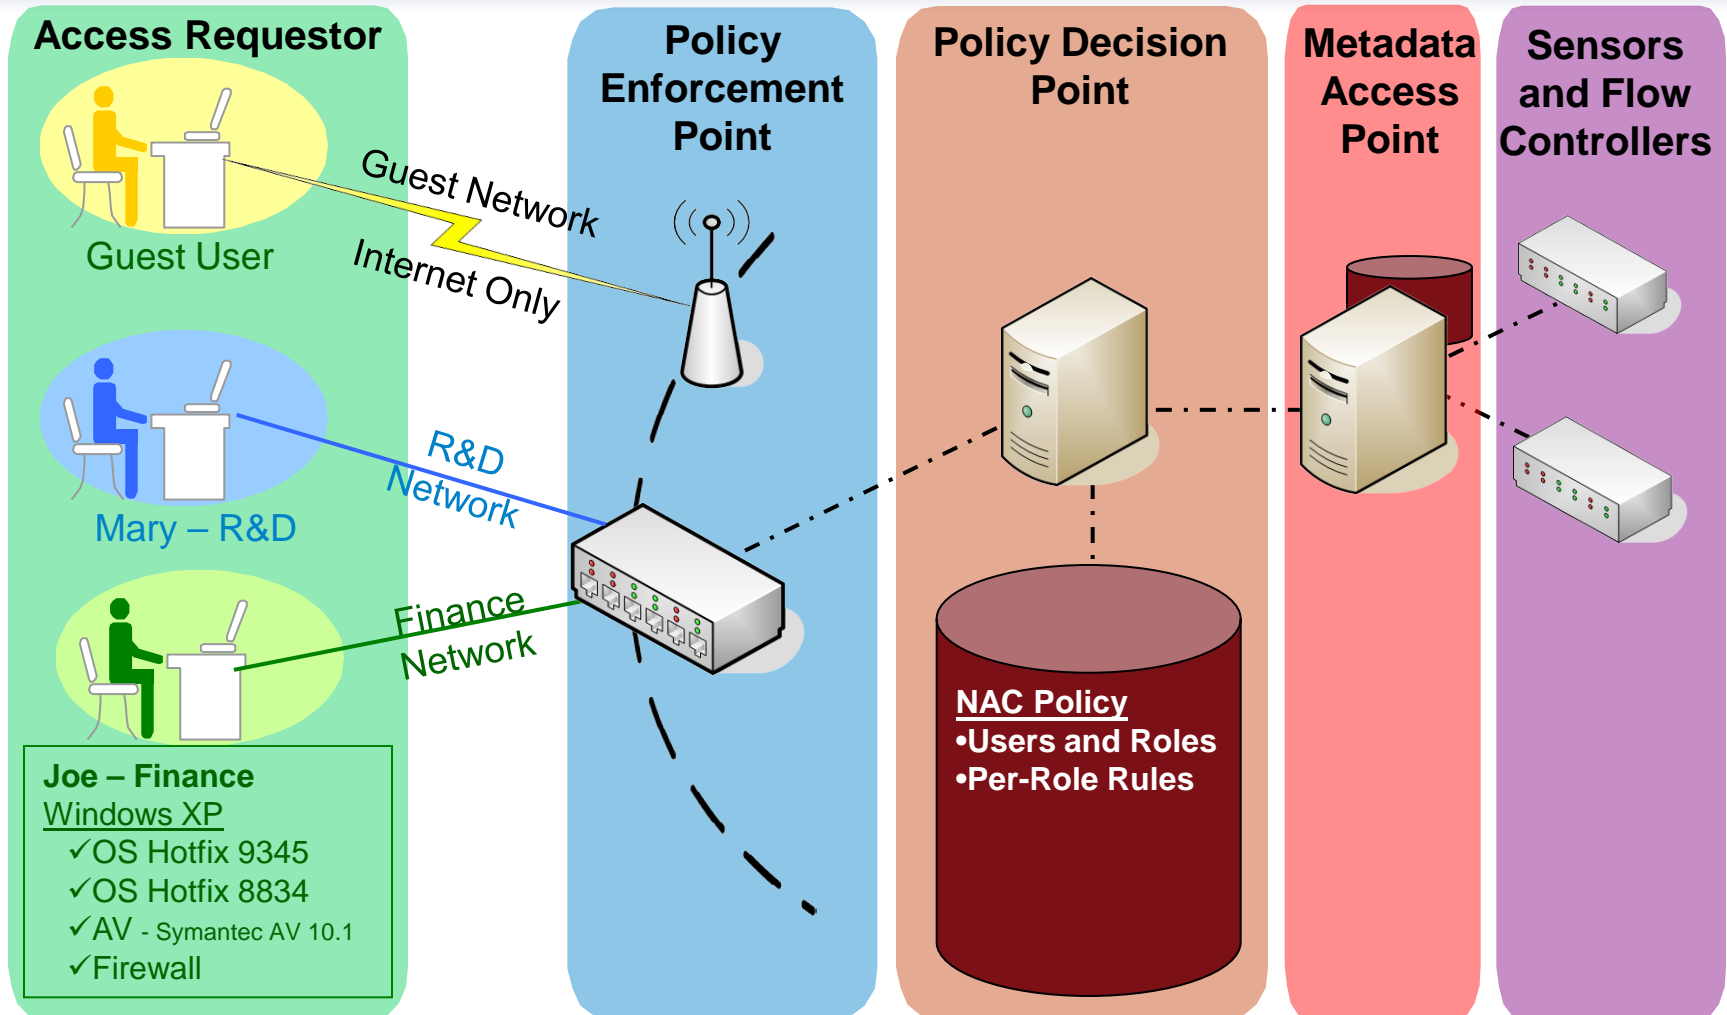 Access Requestor
Policy
Enforcement
Point
Policy Decision
Point
Metadata
Access
Point
Sensors
and Flow
Controllers
Guest User
Guest Network
Internet Only
Mary – R&D
R&D
Network
Finance
Network
Joe – Finance
Windows XP
✓OS Hotfix 9345
✓OS Hotfix 8834
✓AV - Symantec AV 10.1
✓Firewall
NAC Policy
•Users and Roles
•Per-Role Rules